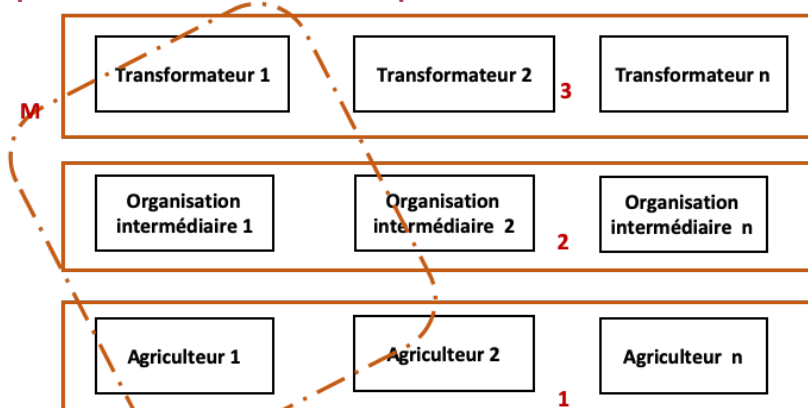 Transformateur 1
Transformateur 2
Transformateur n
3
M
Organisation
intermédiaire 1
Organisation
intermédiaire 2
Organisation
intermédiaire n
2
Agriculteur 1
Agriculteur 2
Agriculteur n
1